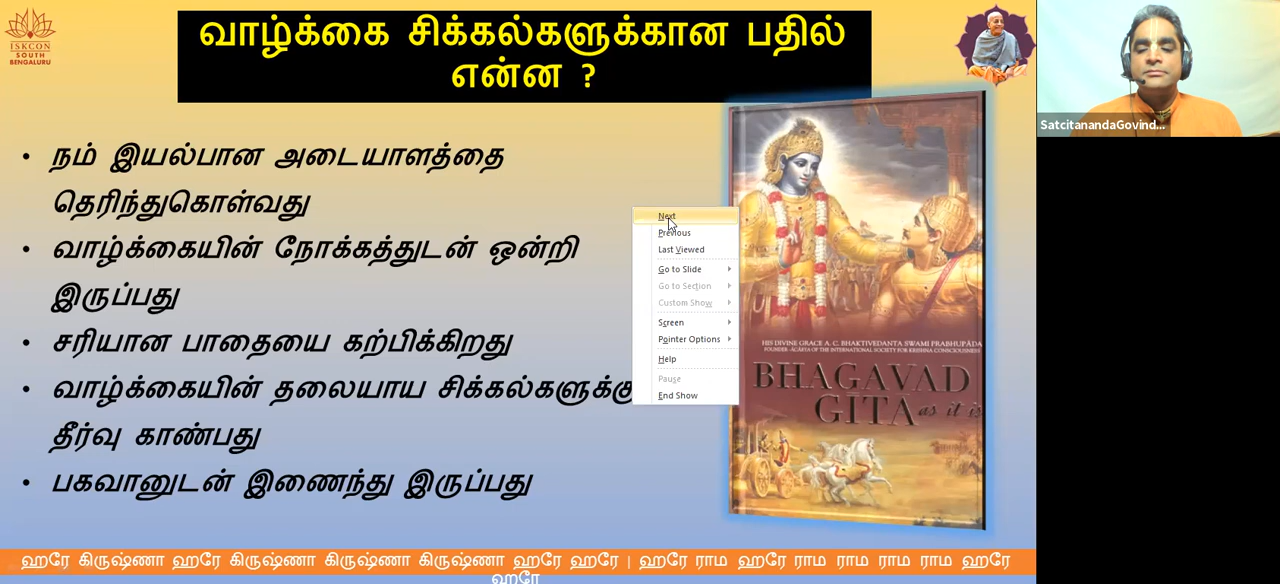 ISKCON
SOUTH
BENGALURU
வாழ்க்கை சிக்கல்களுக்கான பதில்
என்ன ?
SatcitanandaGovind...
• நம் இயல்பான அடையாளத்தை
தெரிந்துகொள்வது
• வாழ்க்கையின் நோக்கத்துடன் ஒன்றி
இருப்பது
• சரியான பாதையை கற்பிக்கிறது
• வாழ்க்கையின் தலையாய சிக்கல்களுக்கு
தீர்வு காண்பது
• பகவானுடன் இணைந்து இருப்பது
Next
Previous
Last Viewed
Go to Slide
Go to Section
Custom Show
Screen
Pointer Options
Help
Pause
End Show
HIS DIVINE GRACE A. C. BHAKTIVEDANTA SWAMI PRABHUPĀDA
FOUNDER-ĀCĀRYA OF THE INTERNATIONAL SOCIETY FOR KRISHNA CONSCIOUSNESS
BHAGAVAD
GITA as it is
ஹரே கிருஷ்ணா ஹரே கிருஷ்ணா கிருஷ்ணா கிருஷ்ணா ஹரே ஹரே | ஹரே ராம ஹரே ராம ராம ராம ஹரே
ஹரே